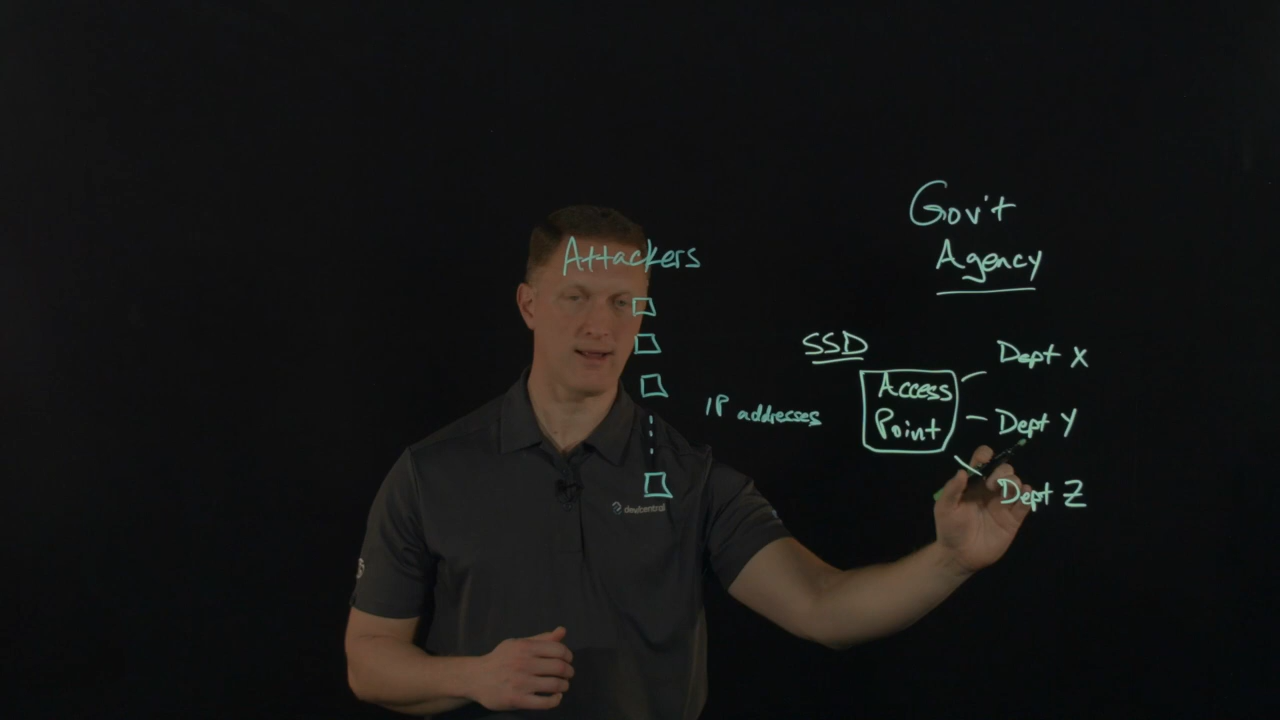 Gov't
Agency
Attackers
SSD
Access
Point
Dept X
Dept Y
Dept Z
IP addresses
devcentral